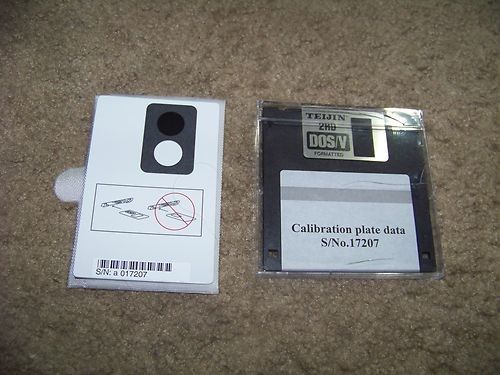 S/N: a 017207
TEIJIN
2HD
DOS/V
FORMATTED
Calibration plate data
S/No.17207